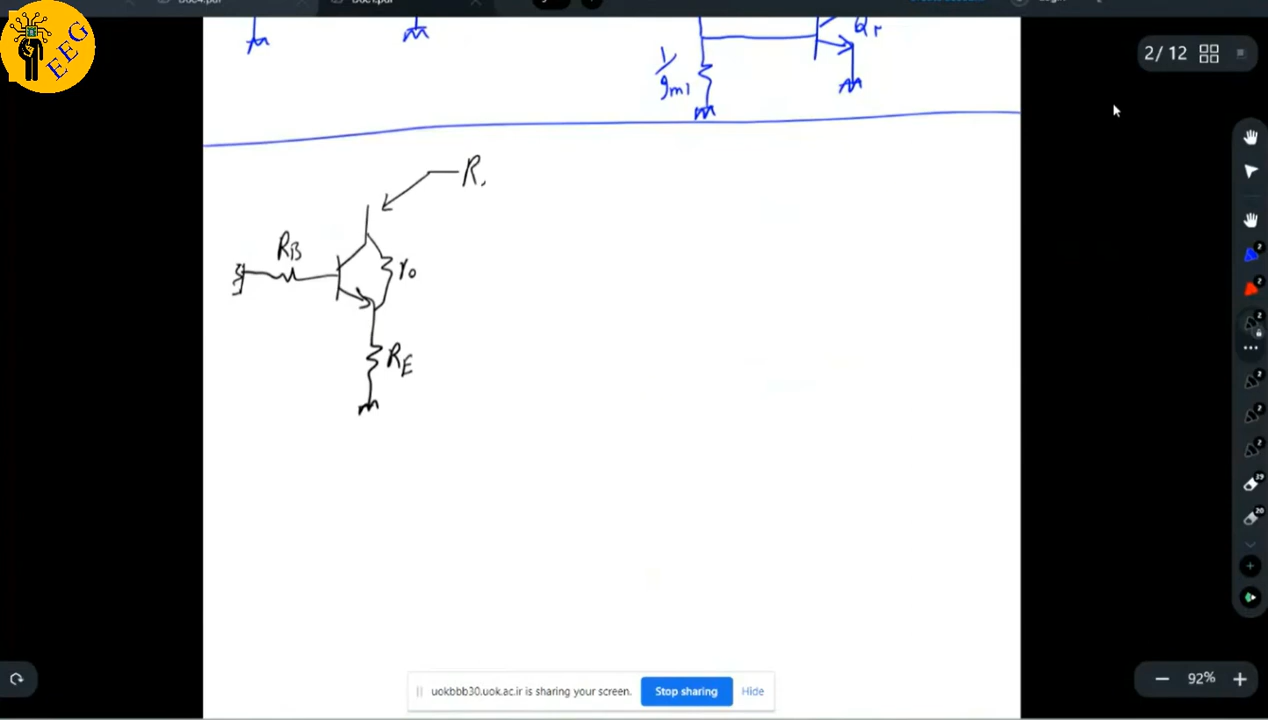 EEG
2/12
Qr
1/gm1
R.
RB
ro
RE
uokbbb30.uok.ac.ir is sharing your screen.
Stop sharing
Hide
92%